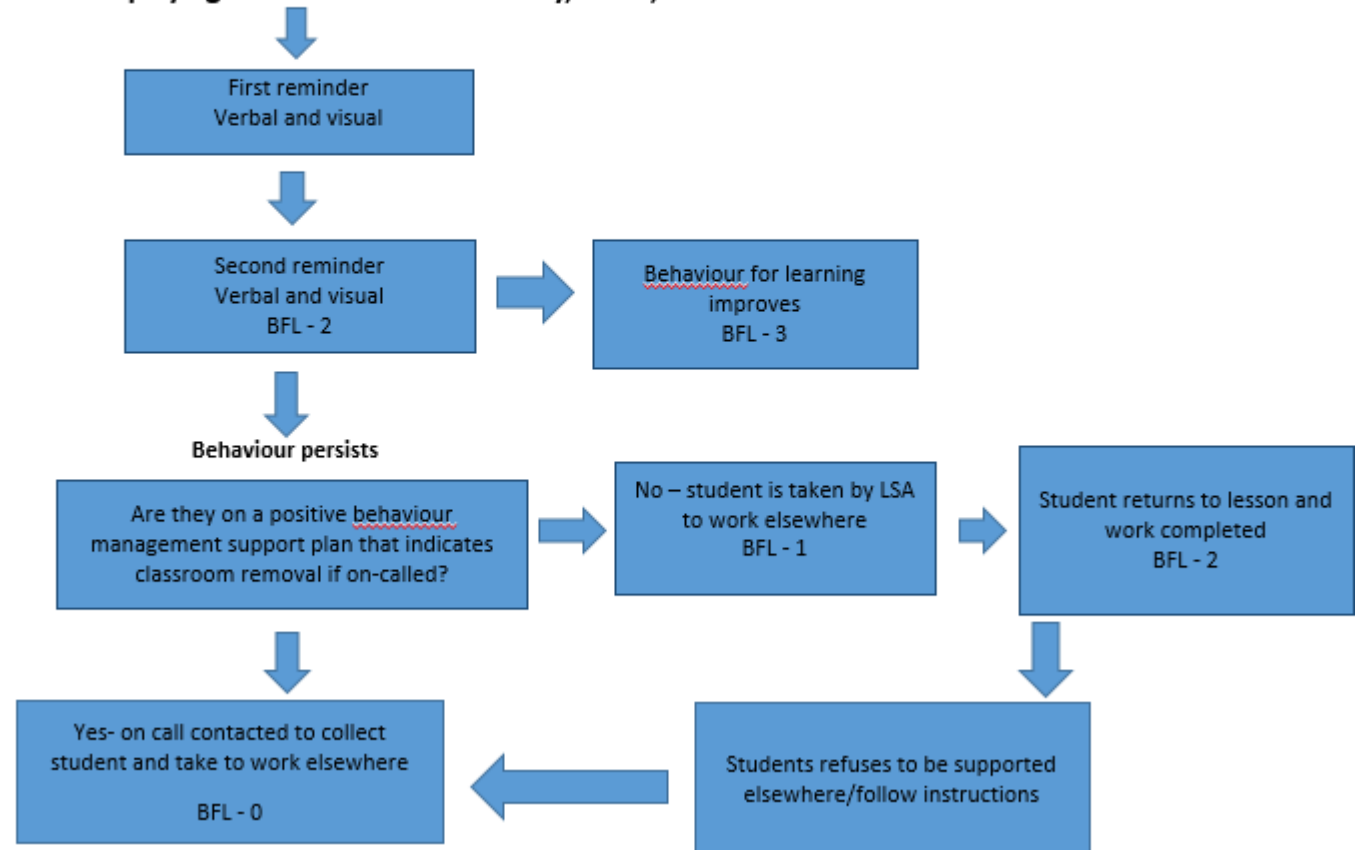 First reminder
Verbal and visual
Second reminder
Verbal and visual
BFL - 2
Behaviour for learning
improves
BFL - 3
Behaviour persists
Are they on a positive behaviour
management support plan that indicates
classroom removal if on-called?
No – student is taken by LSA
to work elsewhere
BFL - 1
Student returns to lesson and
work completed
BFL - 2
Yes- on call contacted to collect
student and take to work elsewhere
BFL - 0
Students refuses to be supported
elsewhere/follow instructions